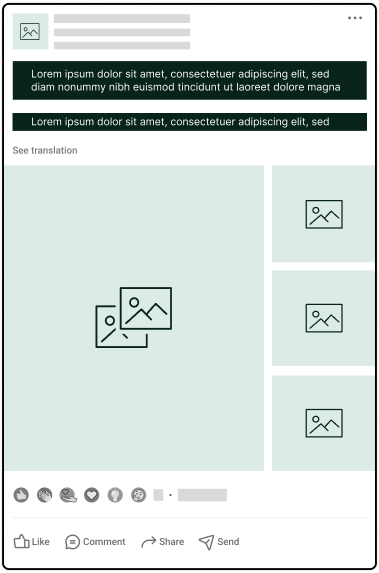 Lorem ipsum dolor sit amet, consectetuer adipiscing elit, sed
diam nonummy nibh euismod tincidunt ut laoreet dolore magna
Lorem ipsum dolor sit amet, consectetuer adipiscing elit, sed
See translation
Like Comment Share Send